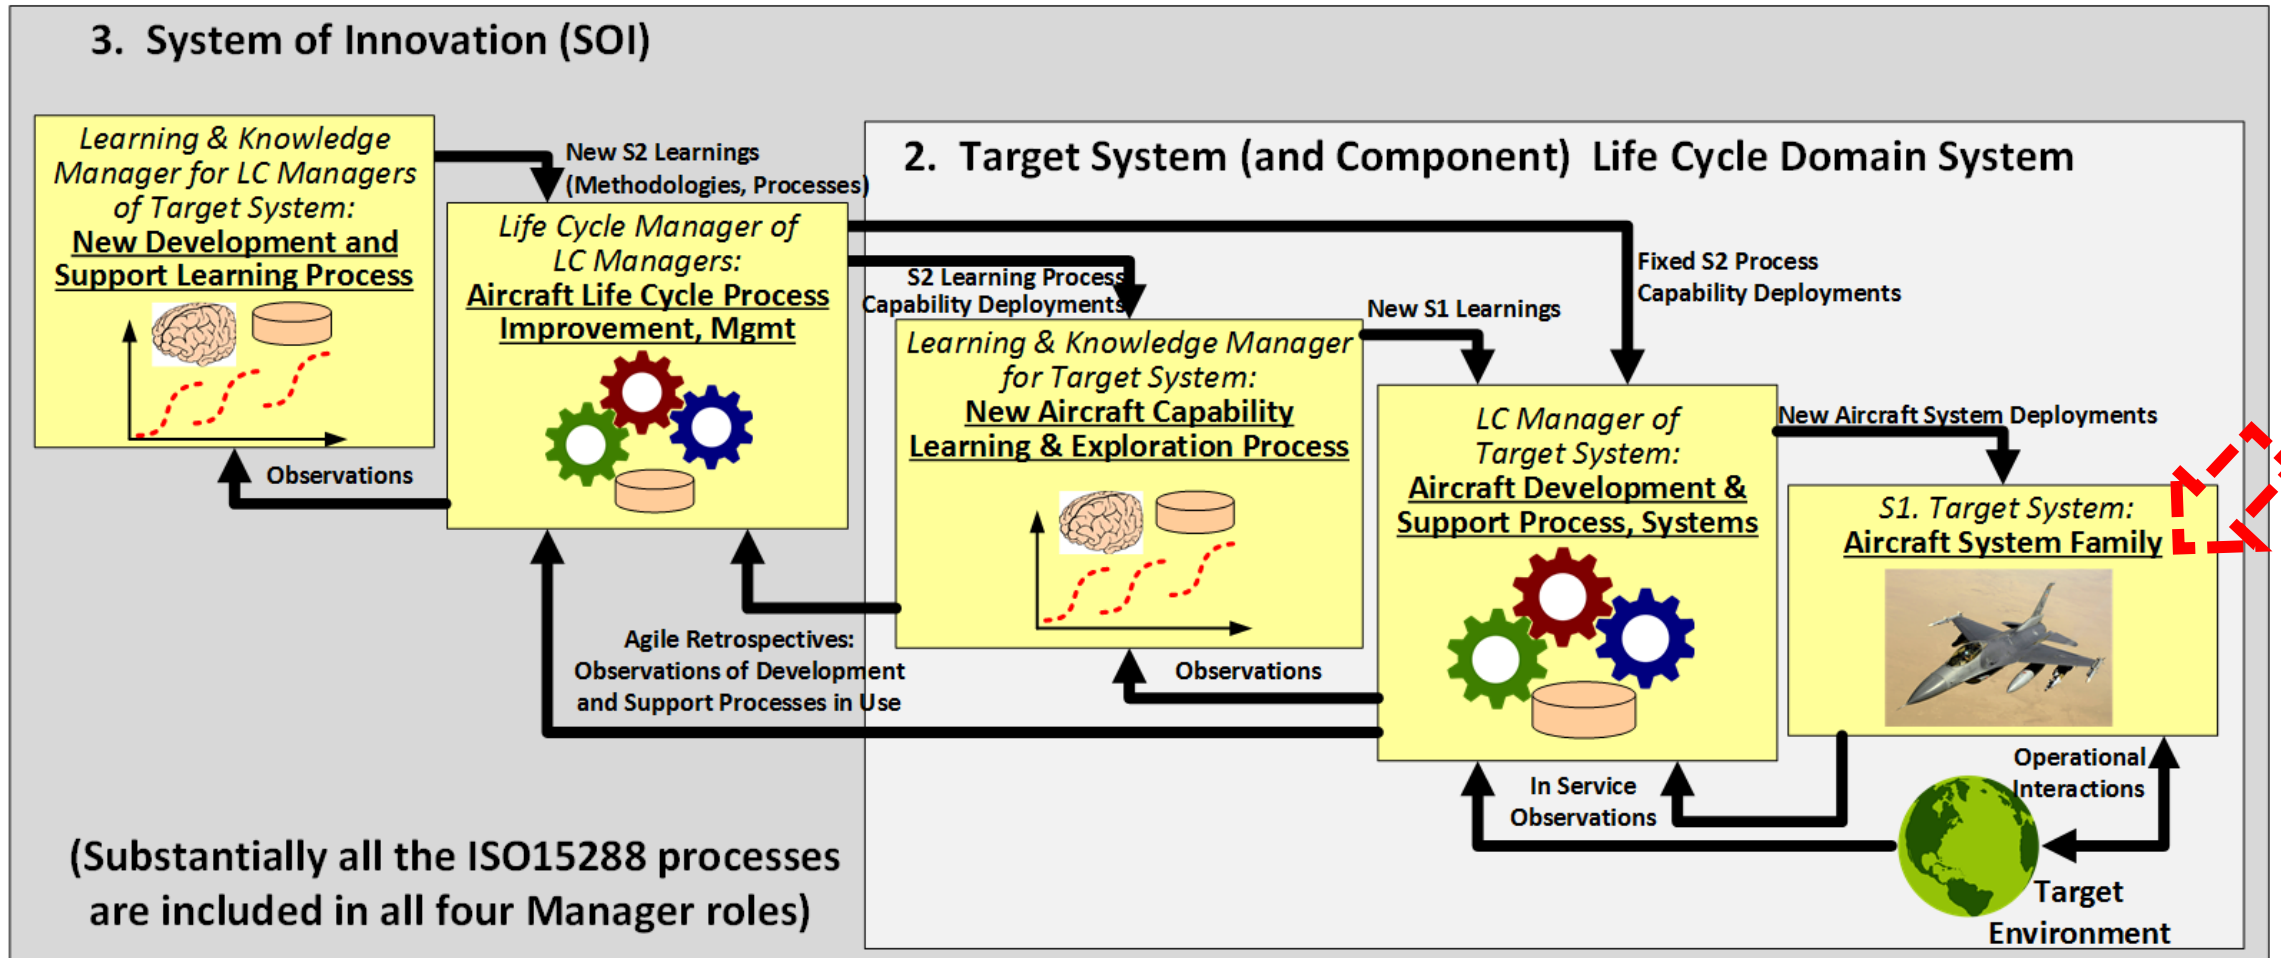 3. System of Innovation (SOI)
Learning & Knowledge
Manager for LC Managers
of Target System:
New Development and
Support Learning Process
New S2 Learnings
(Methodologies, Processes)
2. Target System (and Component) Life Cycle Domain System
Life Cycle Manager of
LC Managers:
Aircraft Life Cycle Process
Improvement, Mgmt
S2 Learning Process
Capability Deployments
Fixed S2 Process
Capability Deployments
Learning & Knowledge Manager
for Target System:
New Aircraft Capability
Learning & Exploration Process
New S1 Learnings
LC Manager of
Target System:
Aircraft Development &
Support Process, Systems
New Aircraft System Deployments
S1. Target System:
Aircraft System Family
Observations
Agile Retrospectives:
Observations of Development
and Support Processes in Use
Observations
In Service
Observations
Operational
Interactions
Target
Environment
(Substantially all the ISO15288 processes
are included in all four Manager roles)